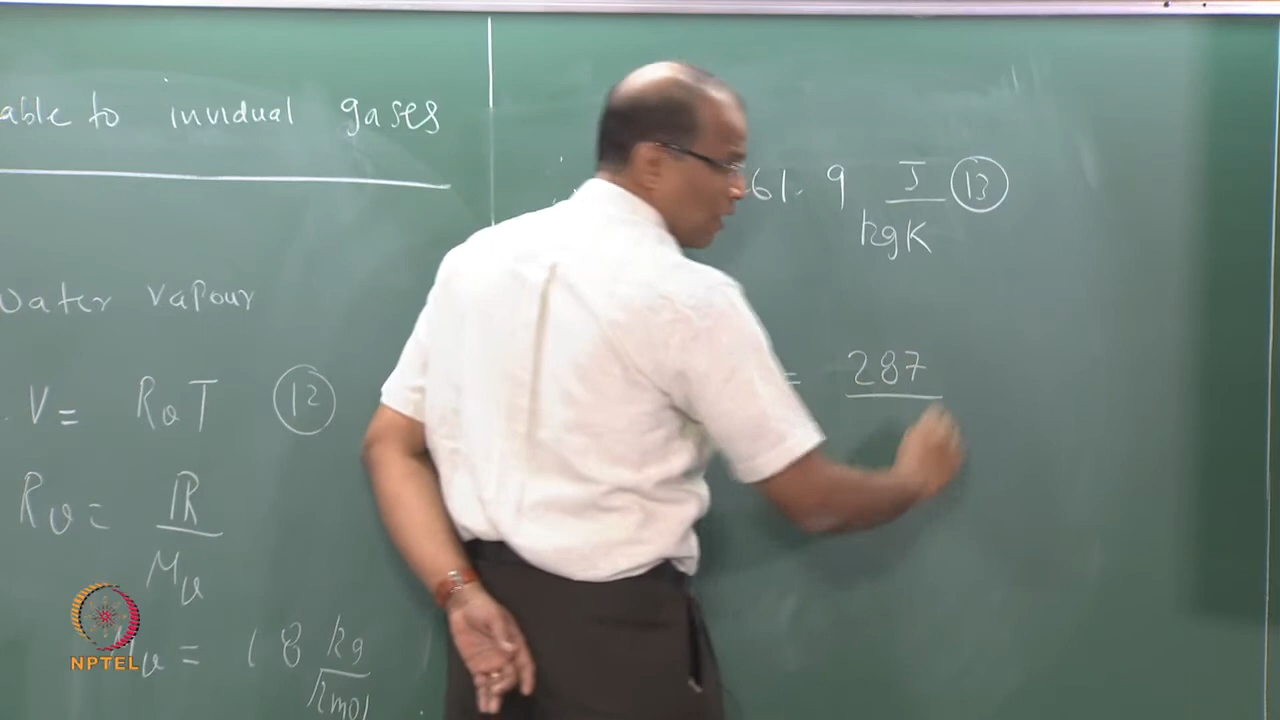 able to invidual gases
water vapour
V = RᵥT (12)
Rᵥ = ℝ / Mᵥ
Mᵥ = 18 kg / kmol
61.9 J / kgK (13)
= 287
NPTEL